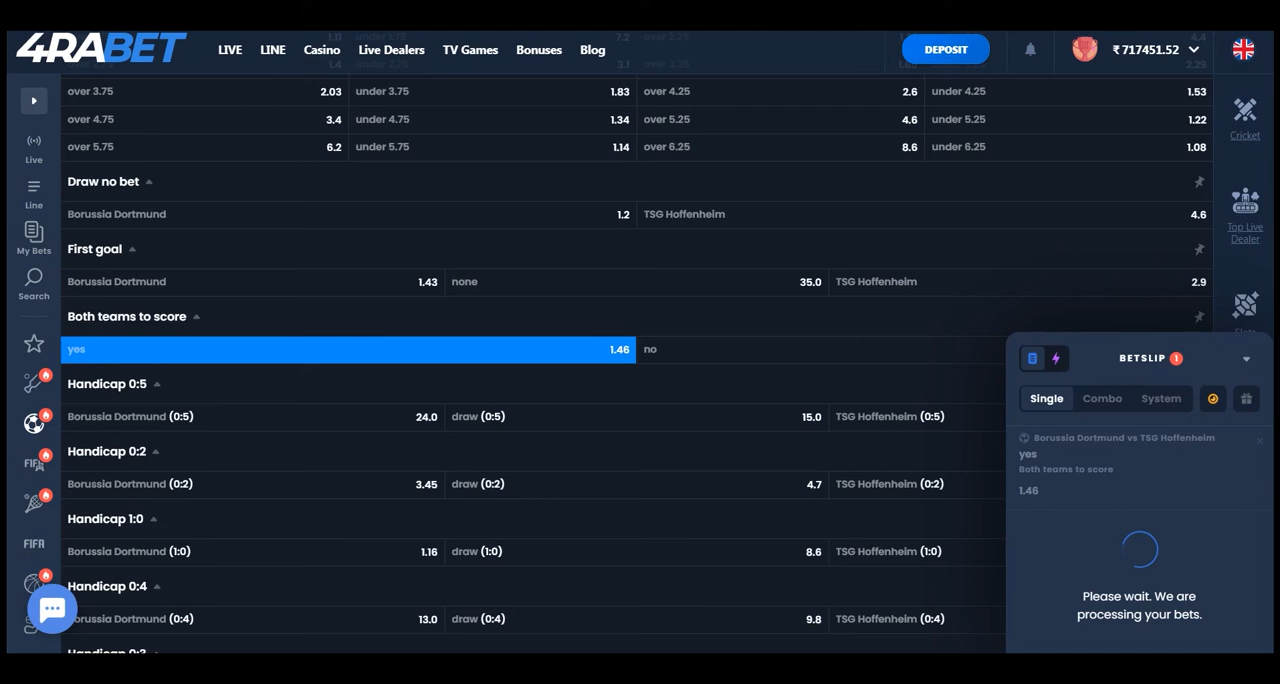 4RABET LIVE LINE Casino Live Dealers TV Games Bonuses Blog DEPOSIT ₹ 717451.52
over 3.75 2.03 under 3.75 1.83 over 4.25 2.6 under 4.25 1.53
over 4.75 3.4 under 4.75 1.34 over 5.25 4.6 under 5.25 1.22
over 5.75 6.2 under 5.75 1.14 over 6.25 8.6 under 6.25 1.08
Draw no bet
Borussia Dortmund 1.2 TSG Hoffenheim 4.6
First goal
Borussia Dortmund 1.43 none 35.0 TSG Hoffenheim 2.9
Both teams to score
yes 1.46 no
Handicap 0:5
Borussia Dortmund (0:5) 24.0 draw (0:5) 15.0 TSG Hoffenheim (0:5)
Handicap 0:2
Borussia Dortmund (0:2) 3.45 draw (0:2) 4.7 TSG Hoffenheim (0:2)
Handicap 1:0
Borussia Dortmund (1:0) 1.16 draw (1:0) 8.6 TSG Hoffenheim (1:0)
Handicap 0:4
Borussia Dortmund (0:4) 13.0 draw (0:4) 9.8 TSG Hoffenheim (0:4)
Handicap 0:3
Live
Line
My Bets
Search
FIFA
FIFA
Cricket
Top Live
Dealer
Slots
BETSLIP 1
Single Combo System
Borussia Dortmund vs TSG Hoffenheim
yes
Both teams to score
1.46
Please wait. We are
processing your bets.